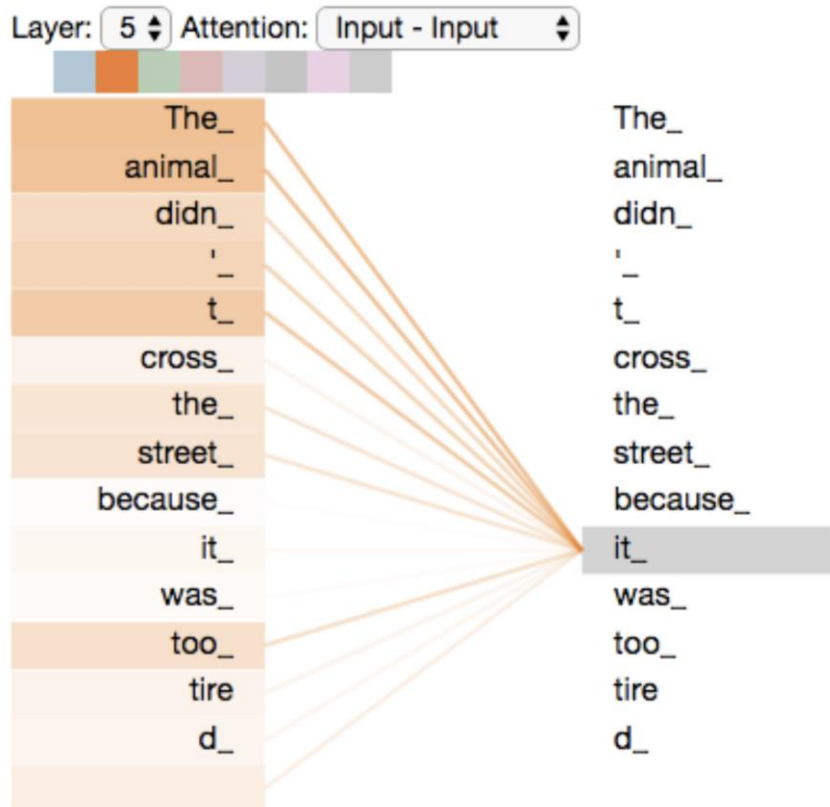 Layer: 5 Attention: Input - Input
The_ The_
animal_ animal_
didn_ didn_
'_ '_
t_ t_
cross_ cross_
the_ the_
street_ street_
because_ because_
it_ it_
was_ was_
too_ too_
tire tire
d_ d_